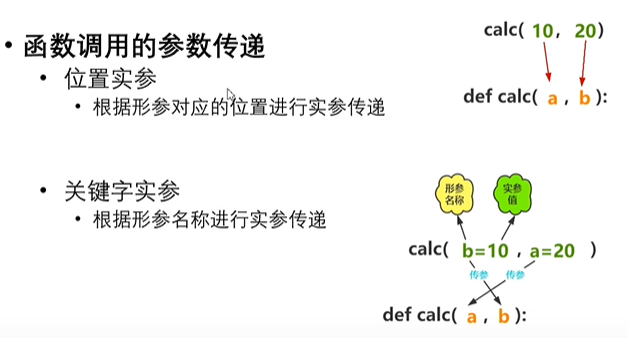 • 函数调用的参数传递
• 位置实参
• 根据形参对应的位置进行实参传递
calc( 10, 20)
def calc( a , b ):
• 关键字实参
• 根据形参名称进行实参传递
形参
名称
实参
值
calc( b=10 , a=20 )
传参 传参
def calc( a , b ):